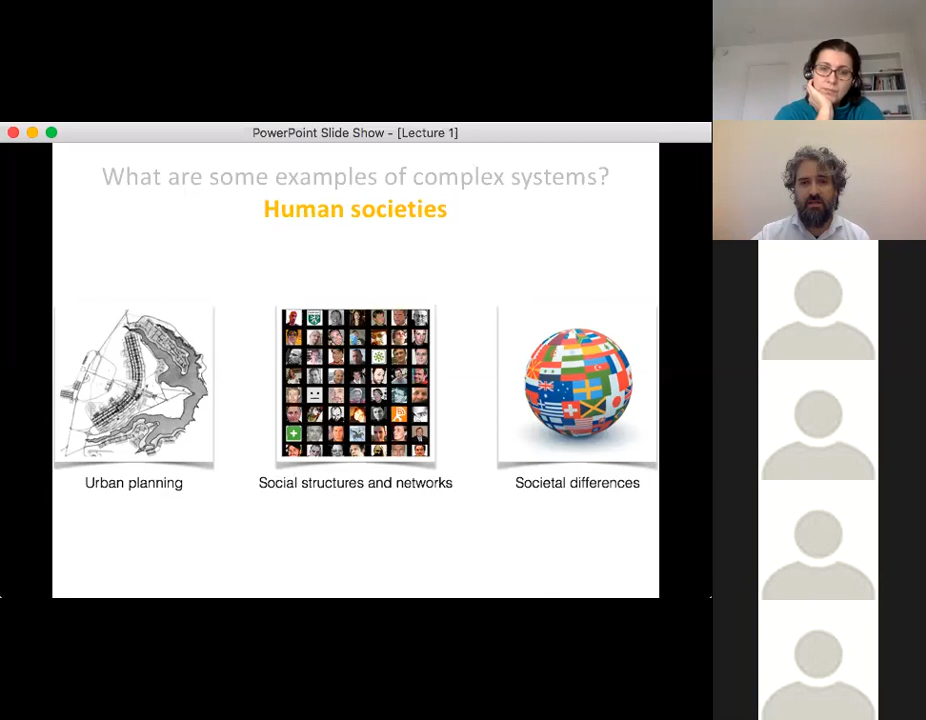 PowerPoint Slide Show - [Lecture 1]
What are some examples of complex systems?
Human societies
Urban planning
Social structures and networks
Societal differences